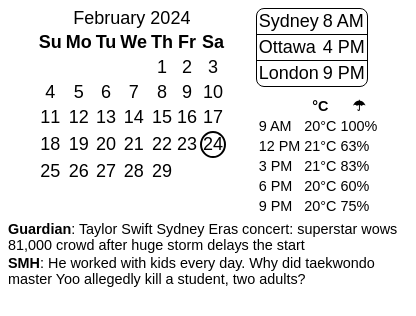 February 2024
Su Mo Tu We Th Fr Sa
1 2 3
4 5 6 7 8 9 10
11 12 13 14 15 16 17
18 19 20 21 22 23 24
25 26 27 28 29
Sydney 8 AM
Ottawa 4 PM
London 9 PM
°C ☂
9 AM 20°C 100%
12 PM 21°C 63%
3 PM 21°C 83%
6 PM 20°C 60%
9 PM 20°C 75%
Guardian: Taylor Swift Sydney Eras concert: superstar wows
81,000 crowd after huge storm delays the start
SMH: He worked with kids every day. Why did taekwondo
master Yoo allegedly kill a student, two adults?